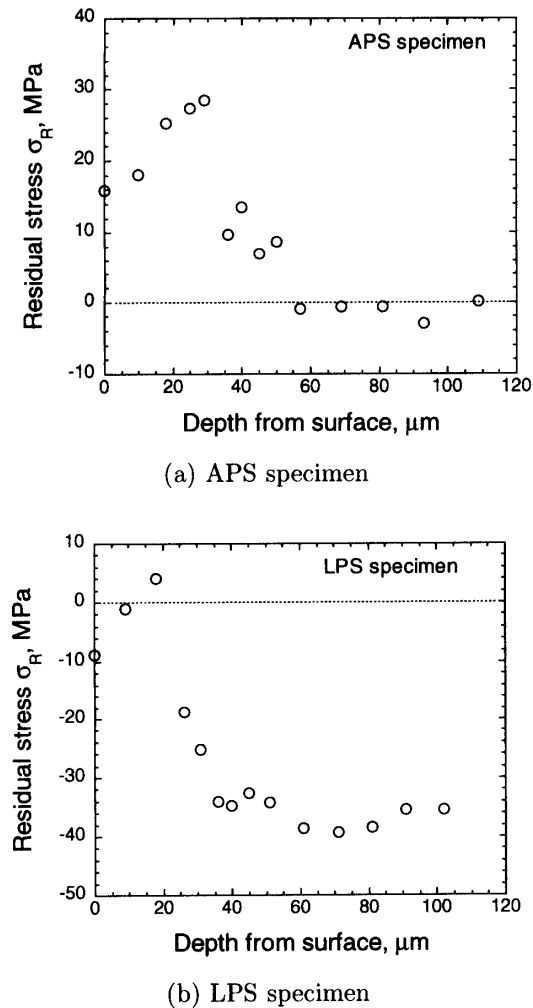 APS specimen
40
30
20
10
0
-10
Residual stress σR, MPa
0 20 40 60 80 100 120
Depth from surface, μm
(a) APS specimen
LPS specimen
10
0
-10
-20
-30
-40
-50
Residual stress σR, MPa
0 20 40 60 80 100 120
Depth from surface, μm
(b) LPS specimen